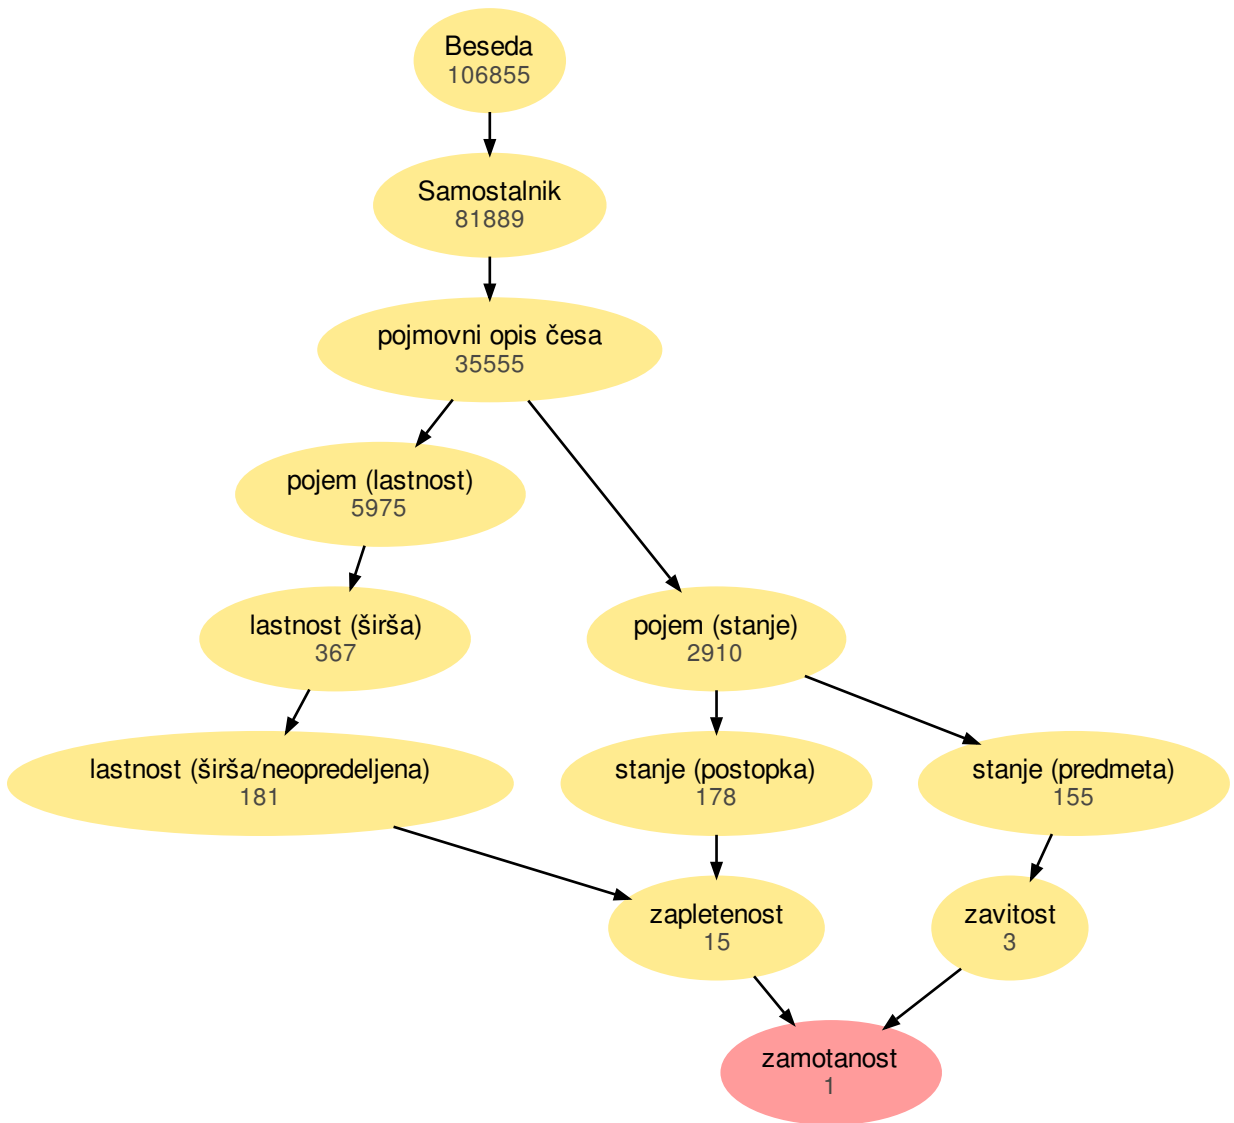 Beseda
106855
Samostalnik
81889
pojmovni opis česa
35555
pojem (lastnost)
5975
lastnost (širša)
367
pojem (stanje)
2910
lastnost (širša/neopredeljena)
181
stanje (postopka)
178
stanje (predmeta)
155
zapletenost
15
zavitost
3
zamotanost
1